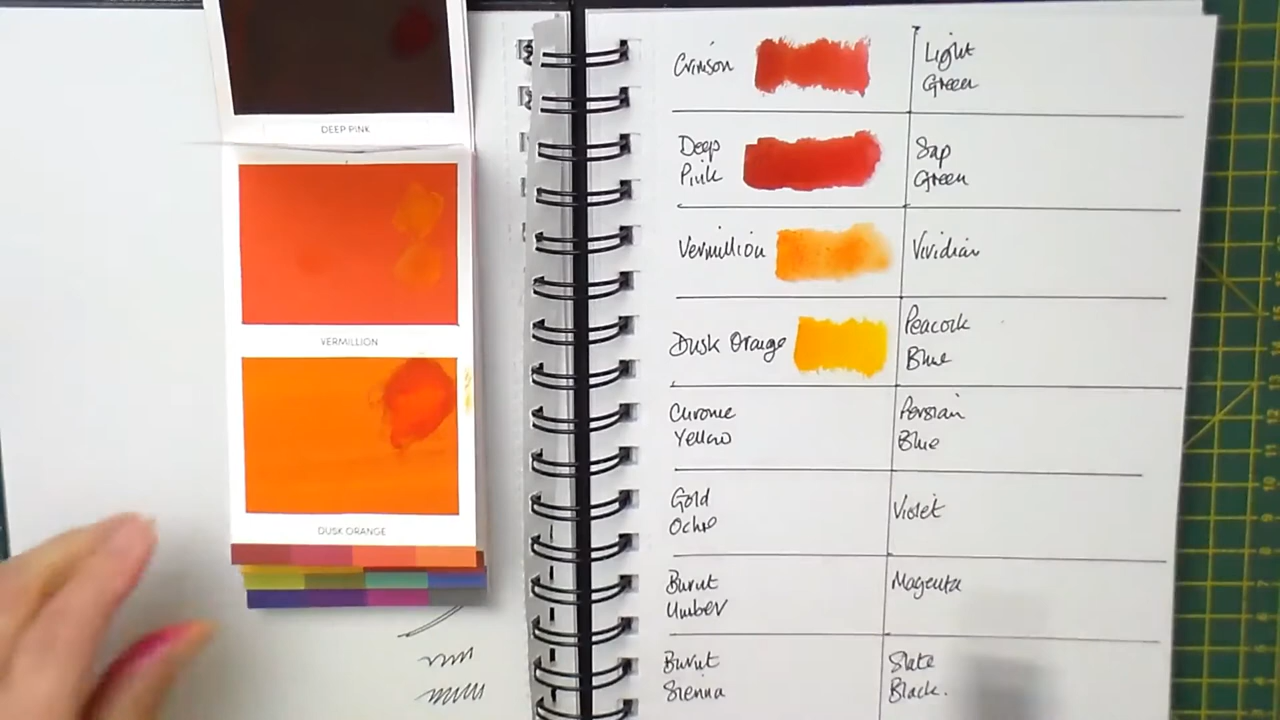 DEEP PINK
VERMILLION
DUSK ORANGE
Crimson
Light
Green
Deep
Pink
Sap
Green
Vermillion
Viridian
Dusk Orange
Peacock
Blue
Chrome
Yellow
Persian
Blue
Gold
Ochre
Violet
Burnt
Umber
Magenta
Burnt
Sienna
Slate
Black.